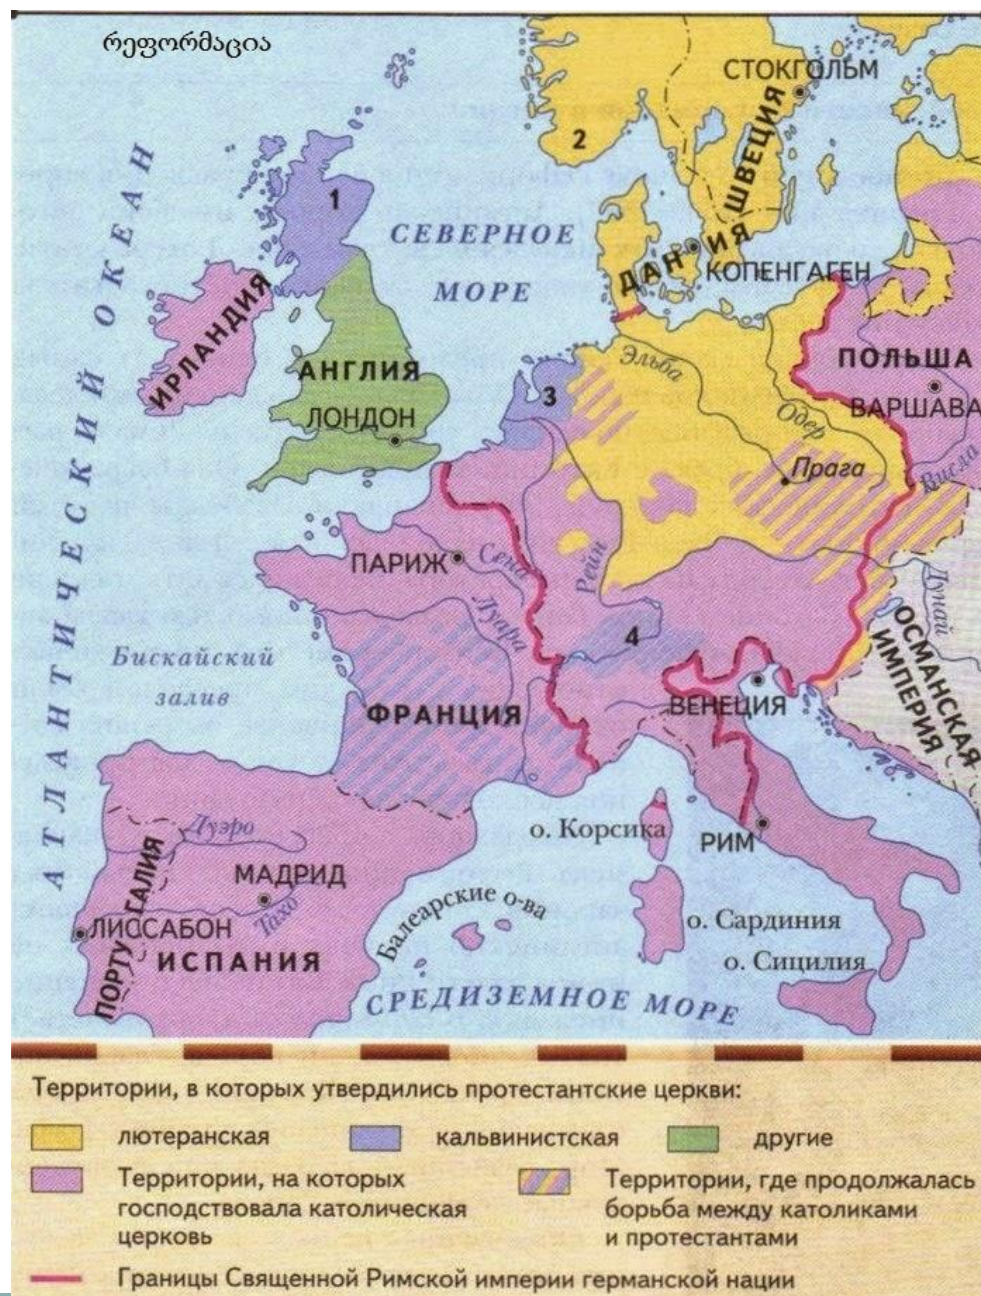 რეფორმაცია
СТОКГОЛЬМ
ШВЕЦИЯ
2
1
СЕВЕРНОЕ
МОРЕ
ДАНИЯ
КОПЕНГАГЕН
АТЛАНТИЧЕСКИЙ ОКЕАН
ИРЛАНДИЯ
АНГЛИЯ
ЛОНДОН
3
Эльба
Одер
ПОЛЬША
ВАРШАВА
Висла
Прага
ПАРИЖ
Сена
Рейн
Луара
4
Дунай
ОСМАНСКАЯ
ИМПЕРИЯ
Бискайский
залив
ФРАНЦИЯ
ВЕНЕЦИЯ
о. Корсика
РИМ
Дуэро
МАДРИД
Тахо
ПОРТУГАЛИЯ
ЛИССАБОН
ИСПАНИЯ
Балеарские о-ва
о. Сардиния
о. Сицилия
СРЕДИЗЕМНОЕ МОРЕ
Территории, в которых утвердились протестантские церкви:
лютеранская
кальвинистская
другие
Территории, на которых
господствовала католическая
церковь
Территории, где продолжалась
борьба между католиками
и протестантами
Границы Священной Римской империи германской нации